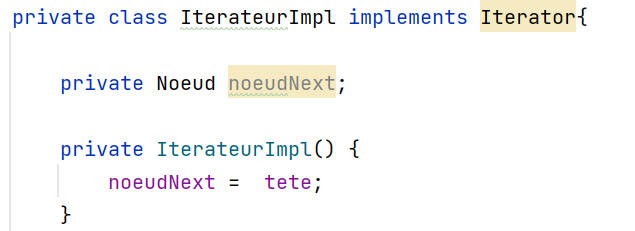 private class IterateurImpl implements Iterator{
private Noeud noeudNext;
private IterateurImpl() {
noeudNext =  tete;
}